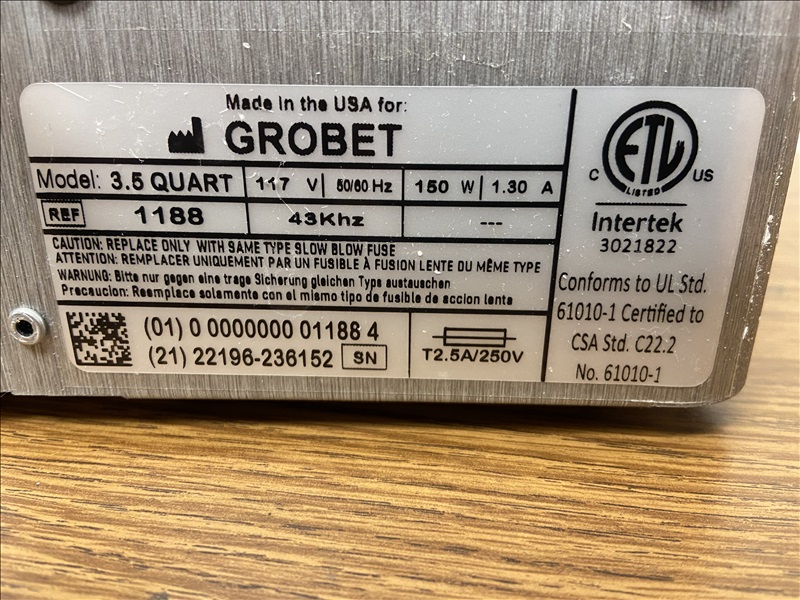 Made in the USA for:
GROBET
Model: 3.5 QUART
117 V
50/60 Hz
150 W
1.30 A
REF
1188
43Khz
---
CAUTION: REPLACE ONLY WITH SAME TYPE SLOW BLOW FUSE
ATTENTION: REMPLACER UNIQUEMENT PAR UN FUSIBLE À FUSION LENTE DU MÊME TYPE
WARNUNG: Bitte nur gegen eine trage Sicherung gleichen Type austauschen
Precaucion: Reemplace solamente con el mismo tipo de fusible de accion lenta
(01) 0 0000000 01188 4
(21) 22196-236152 SN
T2.5A/250V
ETL
LISTED
C US
Intertek
3021822
Conforms to UL Std.
61010-1 Certified to
CSA Std. C22.2
No. 61010-1